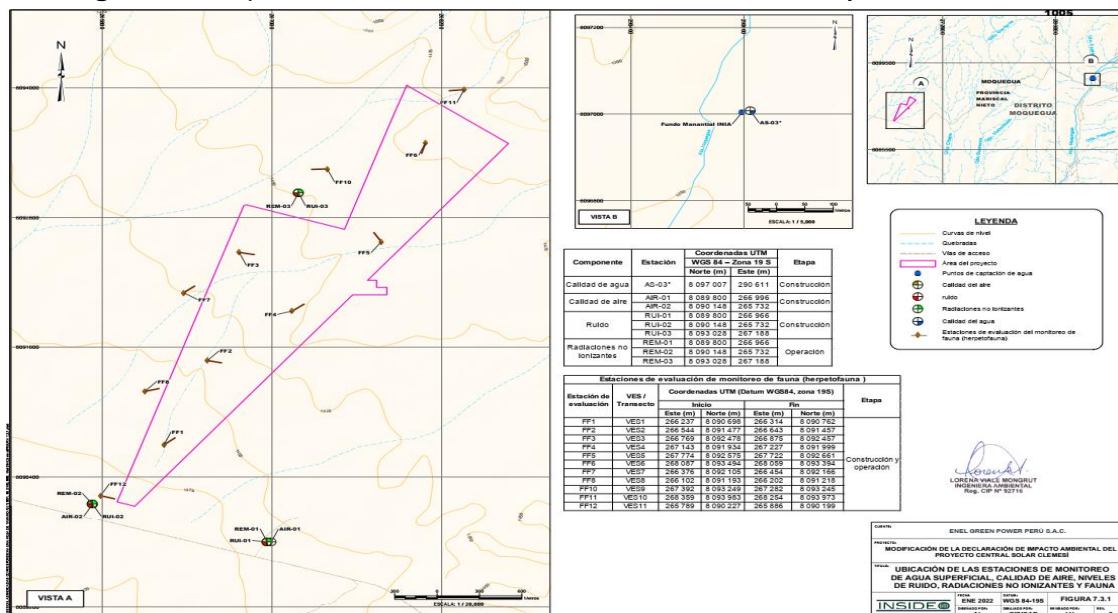 N
FF11
FF6
FF10
REM-03 RUI-03
FF5
FF3
FF7
FF4
FF2
FF8
FF1
FF12
REM-02
AIR-02 RUI-02
REM-01 AIR-01
RUI-01
VISTA A
ESCALA: 1 / 20,000
Fundo Manantial INIA
AS-03*
VISTA B
ESCALA: 1 / 5,000
A
B
MOQUEGUA
PROVINCIA
MARISCAL
NIETO
DISTRITO
MOQUEGUA
LEYENDA
Curvas de nivel
Quebradas
Vías de acceso
Área del proyecto
Puntos de captación de agua
Calidad del aire
ruido
Radiaciones no Ionizantes
Calidad del agua
Estaciones de evaluación del monitoreo de
fauna (herpetofauna)
Componente Estación Coordenadas UTM Etapa
WGS 84 – Zona 19 S
Norte (m) Este (m)
Calidad de agua AS-03* 8 097 007 290 611 Construcción
Calidad de aire AIR-01 8 089 800 266 996 Construcción
AIR-02 8 090 148 265 732
Ruido RUI-01 8 089 800 266 966 Construcción
RUI-02 8 090 148 265 732
RUI-03 8 093 028 267 188
Radiaciones no Ionizantes REM-01 8 089 800 266 966 Operación
REM-02 8 090 148 265 732
REM-03 8 093 028 267 188
Estaciones de evaluación de monitoreo de fauna (herpetofauna )
Estación de evaluación VES / Transecto Coordenadas UTM (Datum WGS84, zona 19S) Etapa
Inicio Fin
Este (m) Norte (m) Este (m) Norte (m)
FF1 VES1 266 237 8 090 698 266 314 8 090 762
FF2 VES2 266 544 8 091 477 266 643 8 091 457
FF3 VES3 266 769 8 092 478 266 875 8 092 457
FF4 VES4 267 143 8 091 934 267 227 8 091 999
FF5 VES5 267 774 8 092 575 267 722 8 092 661
FF6 VES6 268 087 8 093 494 268 059 8 093 394
FF7 VES7 266 376 8 092 105 266 454 8 092 166
FF8 VES8 266 102 8 091 193 266 202 8 091 218
FF10 VES9 267 392 8 093 249 267 282 8 093 245
FF11 VES10 268 359 8 093 983 268 254 8 093 973
FF12 VES11 265 789 8 090 227 265 886 8 090 199
Construcción y operación
LORENA VIALE MONGRUT
INGENIERA AMBIENTAL
Reg. CIP N° 92716
ENEL GREEN POWER PERÚ S.A.C.
MODIFICACIÓN DE LA DECLARACIÓN DE IMPACTO AMBIENTAL DEL
PROYECTO CENTRAL SOLAR CLEMESÍ
UBICACIÓN DE LAS ESTACIONES DE MONITOREO
DE AGUA SUPERFICIAL, CALIDAD DE AIRE, NIVELES
DE RUIDO, RADIACIONES NO IONIZANTES Y FAUNA
INSIDEO
ENE 2022 WGS 84-19S FIGURA 7.3.1